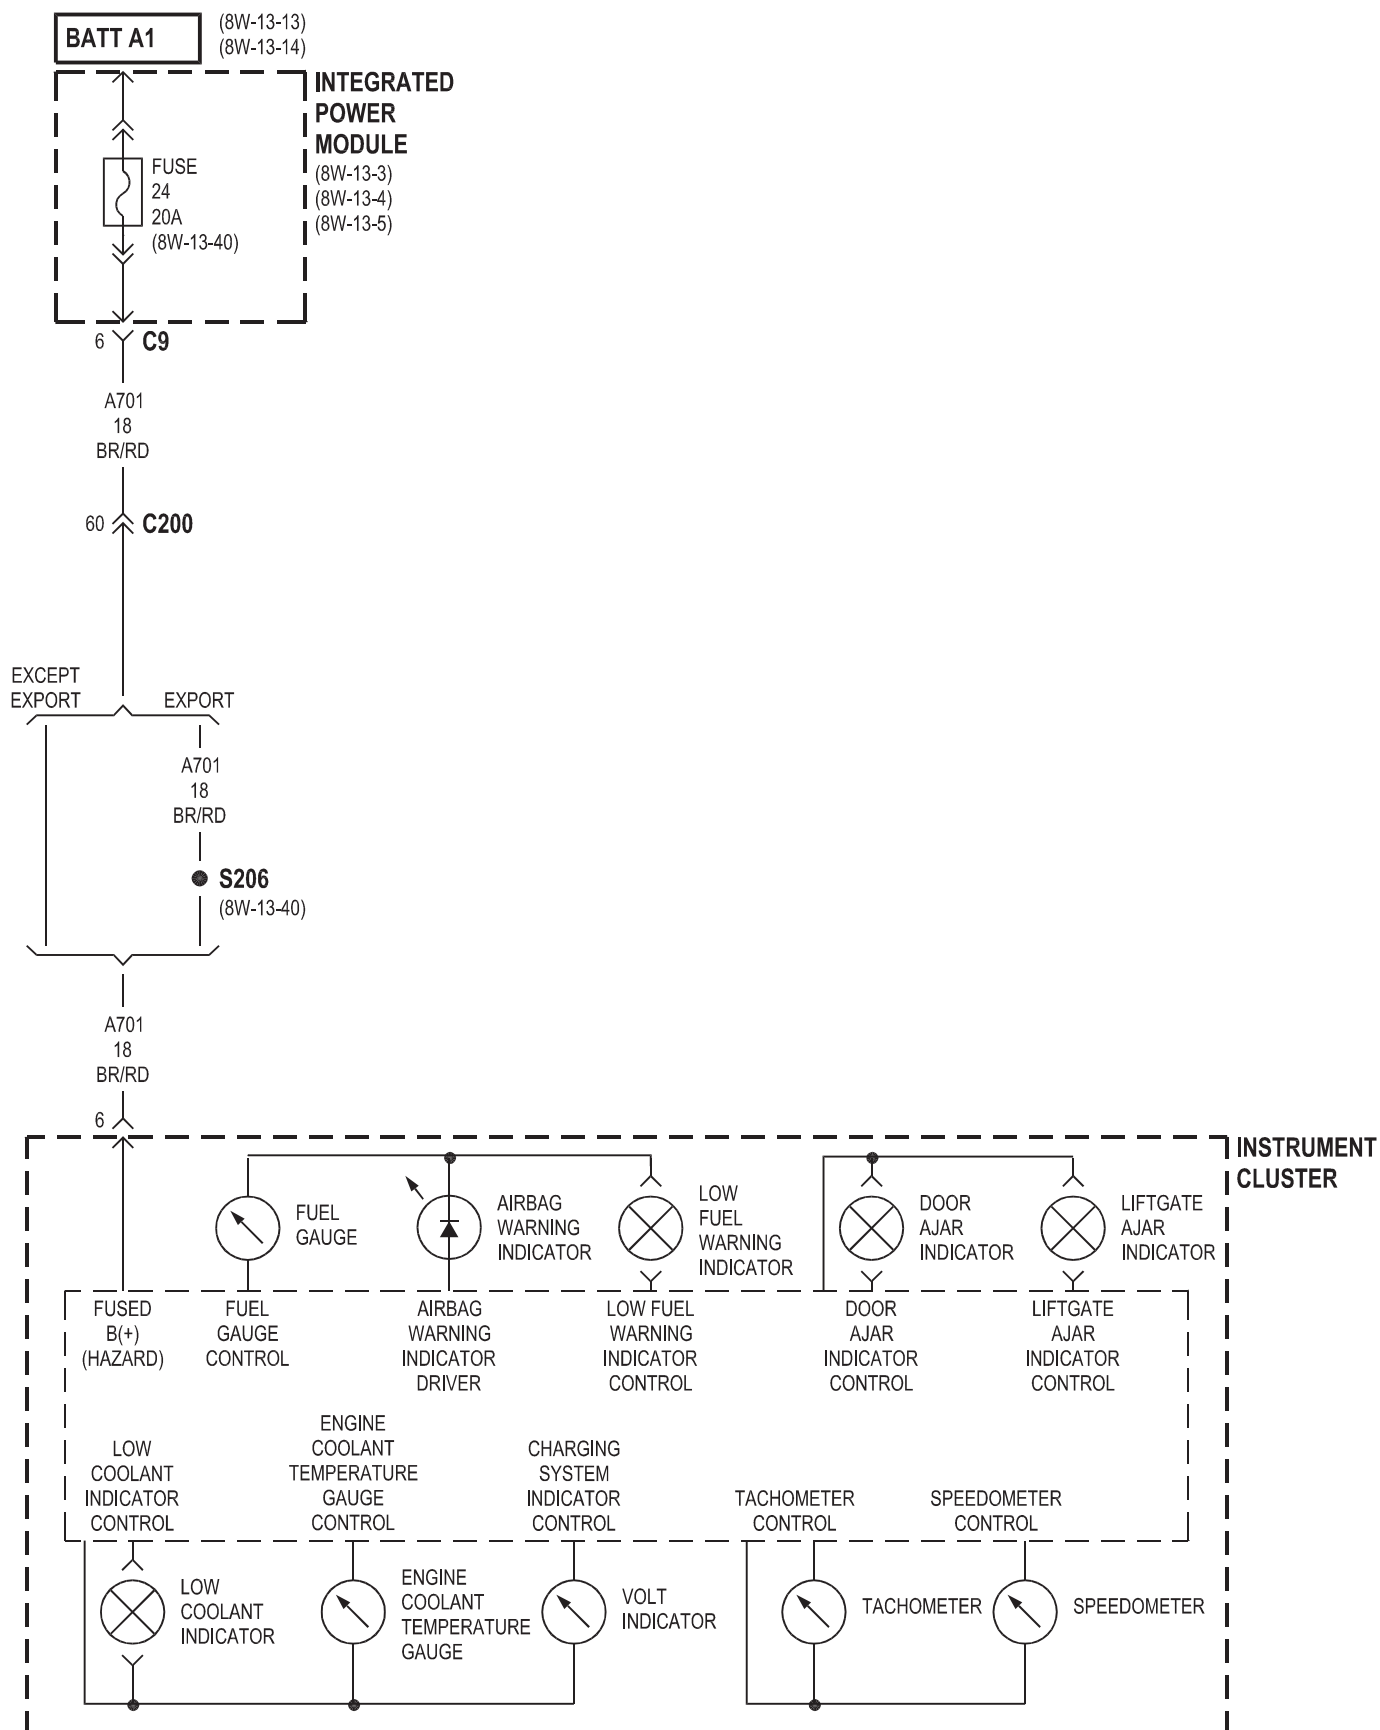 BATT A1
(8W-13-13)
(8W-13-14)
INTEGRATED
POWER
MODULE
(8W-13-3)
(8W-13-4)
(8W-13-5)
FUSE
24
20A
(8W-13-40)
6
C9
A701
18
BR/RD
60
C200
EXCEPT
EXPORT
EXPORT
A701
18
BR/RD
S206
(8W-13-40)
A701
18
BR/RD
6
INSTRUMENT
CLUSTER
FUEL
GAUGE
AIRBAG
WARNING
INDICATOR
LOW
FUEL
WARNING
INDICATOR
DOOR
AJAR
INDICATOR
LIFTGATE
AJAR
INDICATOR
FUSED
B(+)
(HAZARD)
FUEL
GAUGE
CONTROL
AIRBAG
WARNING
INDICATOR
DRIVER
LOW FUEL
WARNING
INDICATOR
CONTROL
DOOR
AJAR
INDICATOR
CONTROL
LIFTGATE
AJAR
INDICATOR
CONTROL
LOW
COOLANT
INDICATOR
CONTROL
ENGINE
COOLANT
TEMPERATURE
GAUGE
CONTROL
CHARGING
SYSTEM
INDICATOR
CONTROL
TACHOMETER
CONTROL
SPEEDOMETER
CONTROL
LOW
COOLANT
INDICATOR
ENGINE
COOLANT
TEMPERATURE
GAUGE
VOLT
INDICATOR
TACHOMETER
SPEEDOMETER